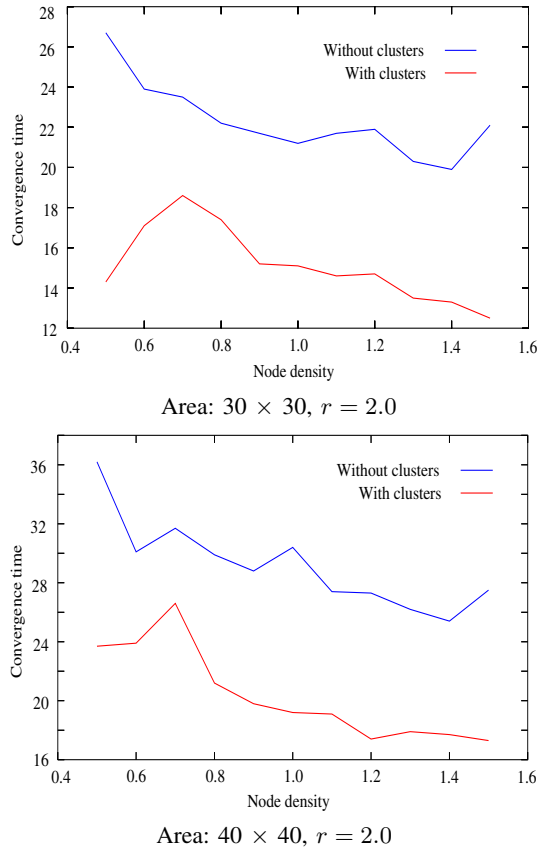 28
26
24
22
20
18
16
14
12
Convergence time
Without clusters
With clusters
0.4 0.6 0.8 1.0 1.2 1.4 1.6
Node density
Area: 30 × 30, r = 2.0
36
32
28
24
20
16
Convergence time
Without clusters
With clusters
0.4 0.6 0.8 1.0 1.2 1.4 1.6
Node density
Area: 40 × 40, r = 2.0